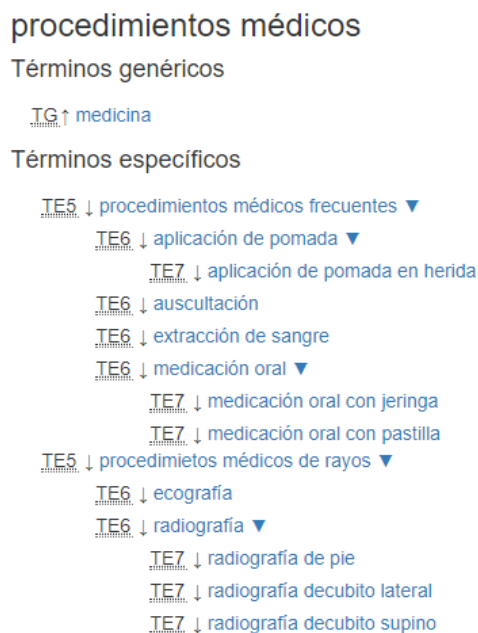 procedimientos médicos
Términos genéricos
TG↑ medicina
Términos específicos
TE5 ↓ procedimientos médicos frecuentes ▼
TE6 ↓ aplicación de pomada ▼
TE7 ↓ aplicación de pomada en herida
TE6 ↓ auscultación
TE6 ↓ extracción de sangre
TE6 ↓ medicación oral ▼
TE7 ↓ medicación oral con jeringa
TE7 ↓ medicación oral con pastilla
TE5 ↓ procedimietos médicos de rayos ▼
TE6 ↓ ecografía
TE6 ↓ radiografía ▼
TE7 ↓ radiografía de pie
TE7 ↓ radiografía decubito lateral
TE7 ↓ radiografía decubito supino